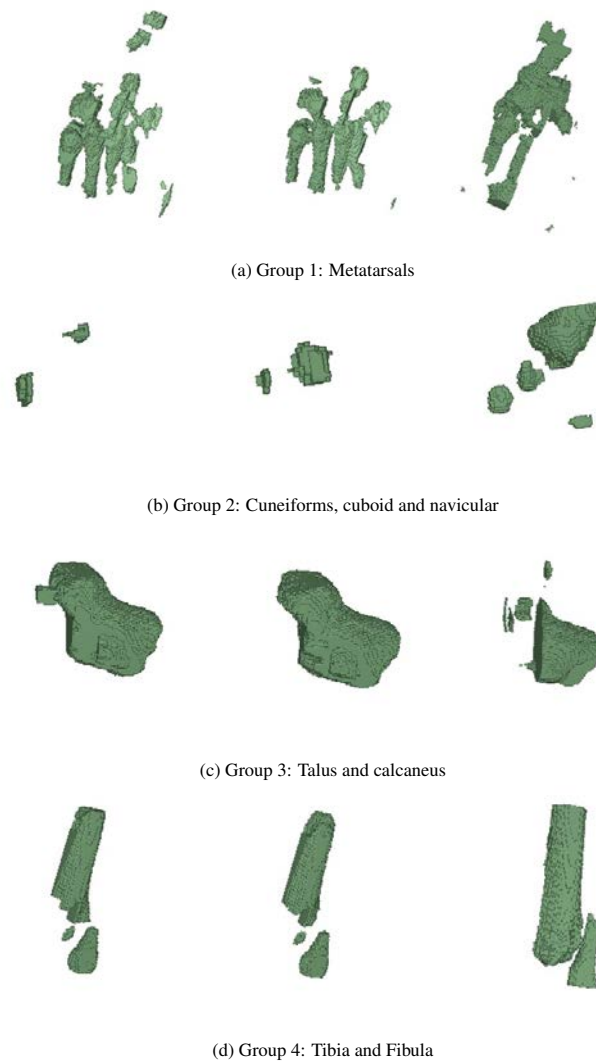 (a) Group 1: Metatarsals
(b) Group 2: Cuneiforms, cuboid and navicular
(c) Group 3: Talus and calcaneus
(d) Group 4: Tibia and Fibula